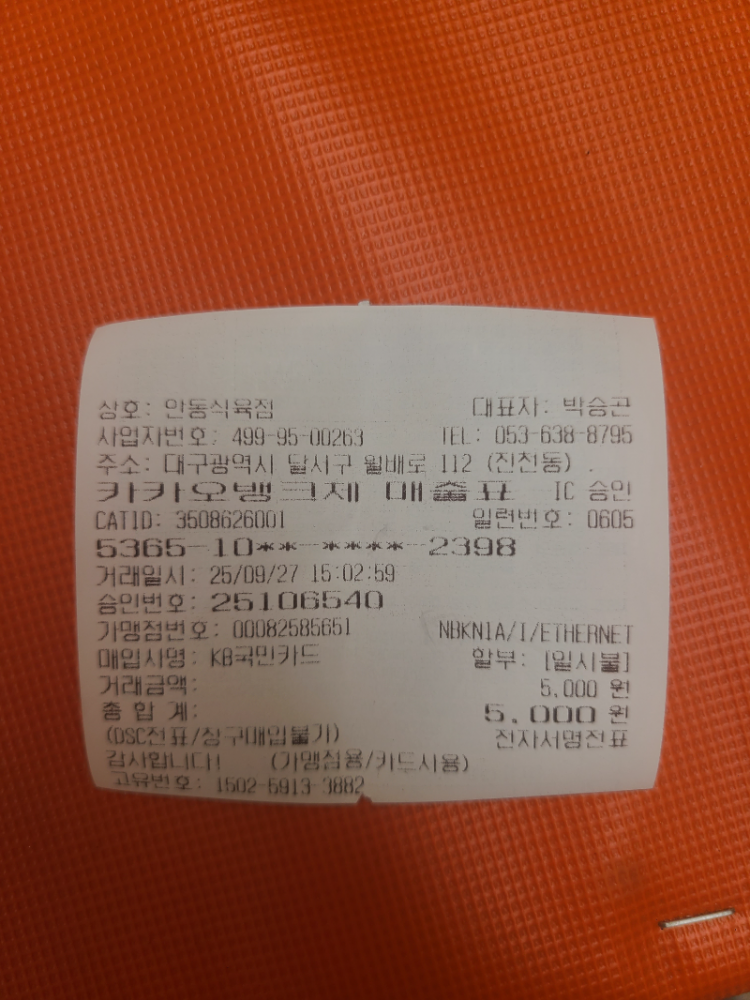 상호: 안동식육점 대표자: 박승곤
사업자번호: 499-95-00263 TEL: 053-638-8795
주소: 대구광역시 달서구 월배로 112 (진천동) .
카카오뱅크체 매출표 IC 승인
CATID: 3508626001 일련번호: 0605
5365-10**-****-2398
거래일시: 25/09/27 15:02:59
승인번호: 25106540
가맹점번호: 00082585651 NBKN1A/I/ETHERNET
매입사명: KB국민카드 할부: [일시불]
거래금액: 5,000 원
총 합 계: 5,000 원
(DSC전표/창구매입불가) 전자서명전표
감사합니다! (가맹점용/카드사용)
고유번호: 1502-5913-3882